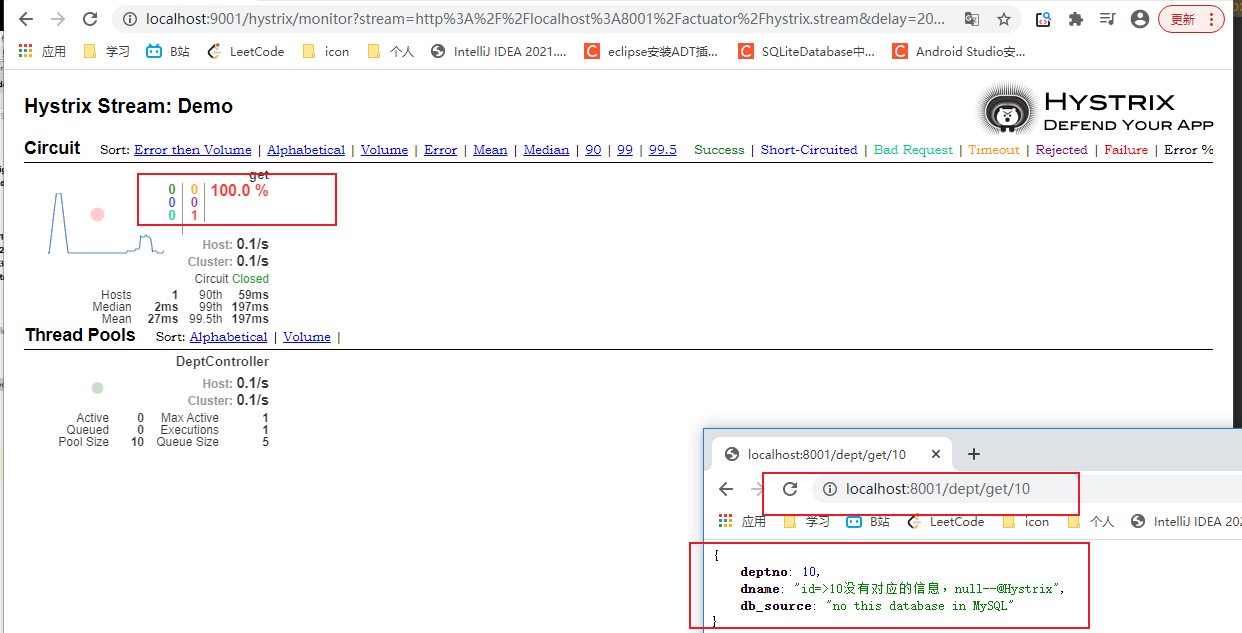 localhost:9001/hystrix/monitor?stream=http%3A%2F%2Flocalhost%3A8001%2Factuator%2Fhystrix.stream&delay=20...
更新
应用 学习 B站 LeetCode icon 个人 IntelliJ IDEA 2021.... eclipse安装ADT插... SQLiteDatabase中... Android Studio安...
Hystrix Stream: Demo
HYSTRIX
DEFEND YOUR APP
Circuit Sort: Error then Volume | Alphabetical | Volume | Error | Mean | Median | 90 | 99 | 99.5 Success | Short-Circuited | Bad Request | Timeout | Rejected | Failure | Error %
get
0 0 100.0 %
0 0
0 1
Host: 0.1/s
Cluster: 0.1/s
Circuit Closed
Hosts 1 90th 59ms
Median 2ms 99th 197ms
Mean 27ms 99.5th 197ms
Thread Pools Sort: Alphabetical | Volume |
DeptController
Host: 0.1/s
Cluster: 0.1/s
Active 0 Max Active 1
Queued 0 Executions 1
Pool Size 10 Queue Size 5
localhost:8001/dept/get/10
localhost:8001/dept/get/10
应用 学习 B站 LeetCode icon 个人 IntelliJ IDEA 202
{
deptno: 10,
dname: "id=>10没有对应的信息，null--@Hystrix",
db_source: "no this database in MySQL"
}